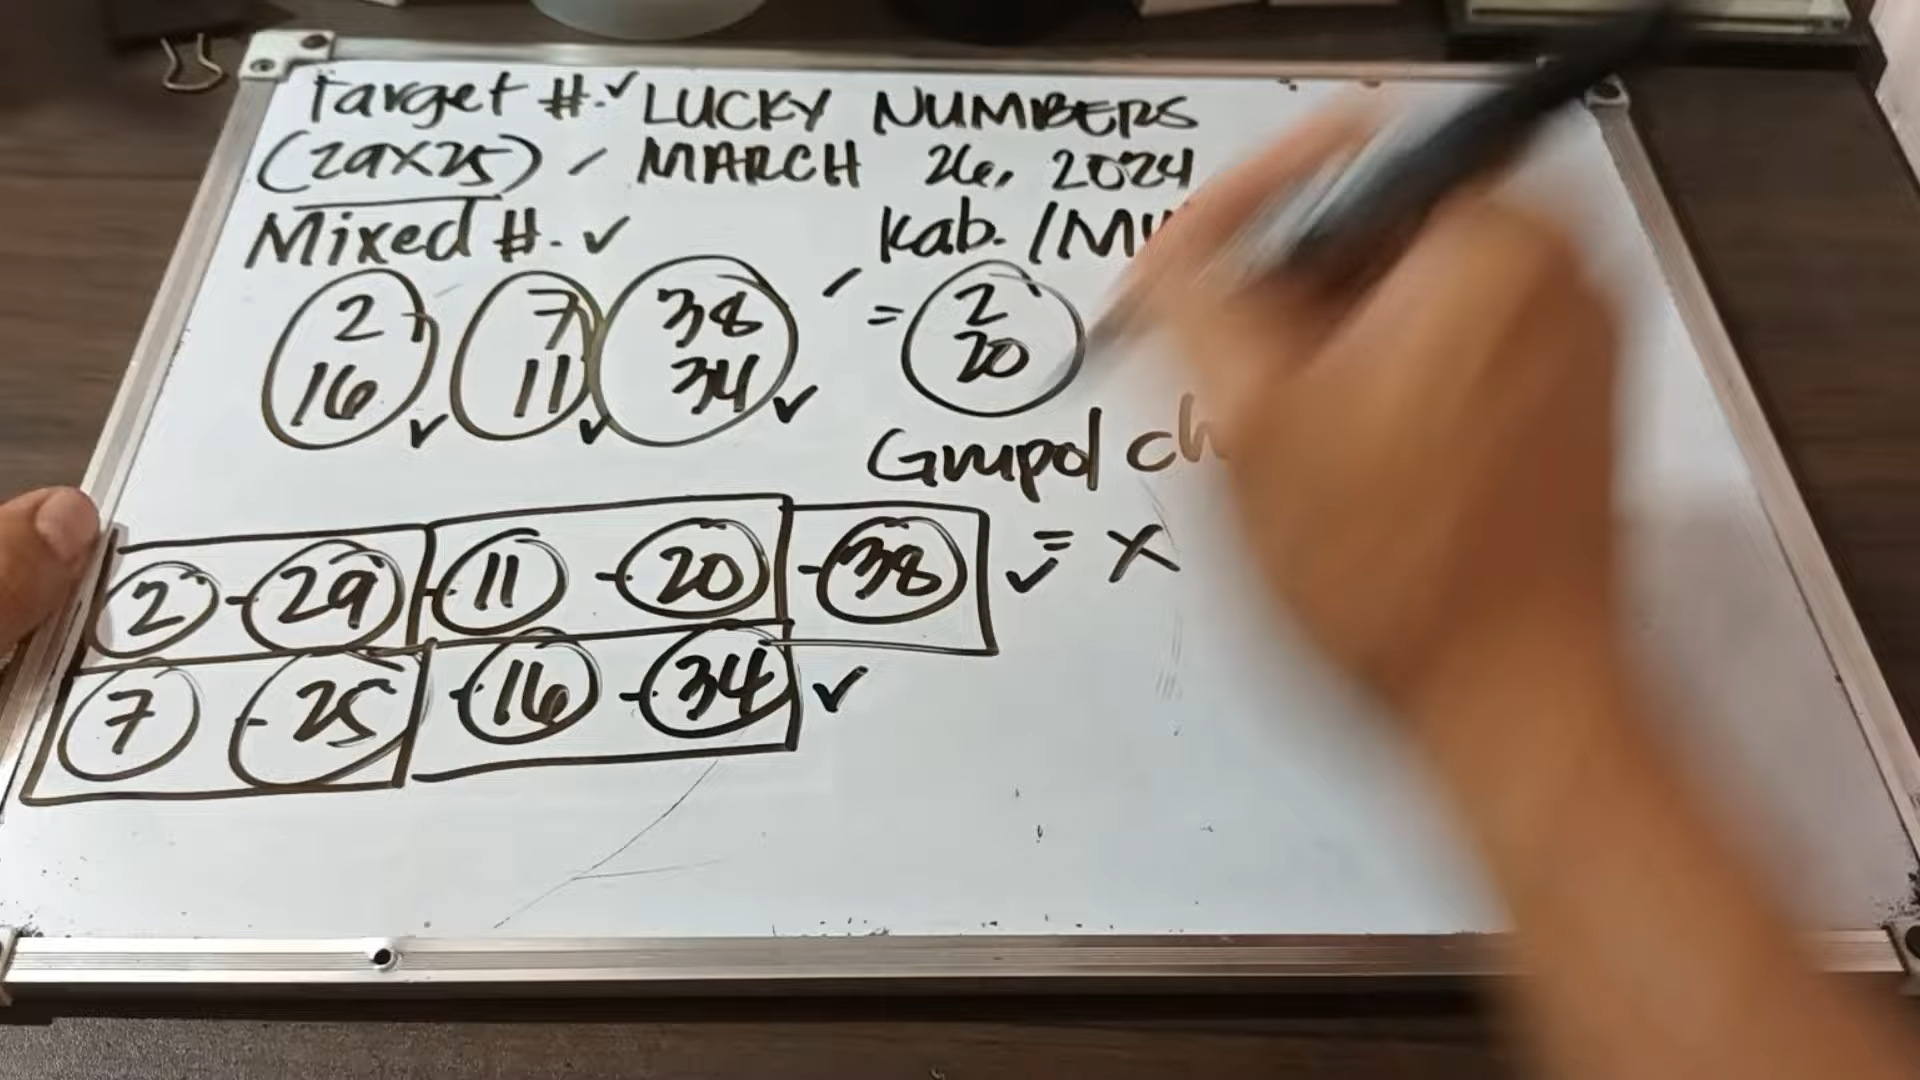 Target #. ✓ LUCKY NUMBERS
(29x25) / MARCH 26, 2024
Mixed #. ✓
Kab. /
2 7 38 = 2
16 11 34 20
✓ ✓ ✓
Grupo/
2 - 29 - 11 - 20 - 38 ✓ = X
7 - 25 - 16 - 34 ✓